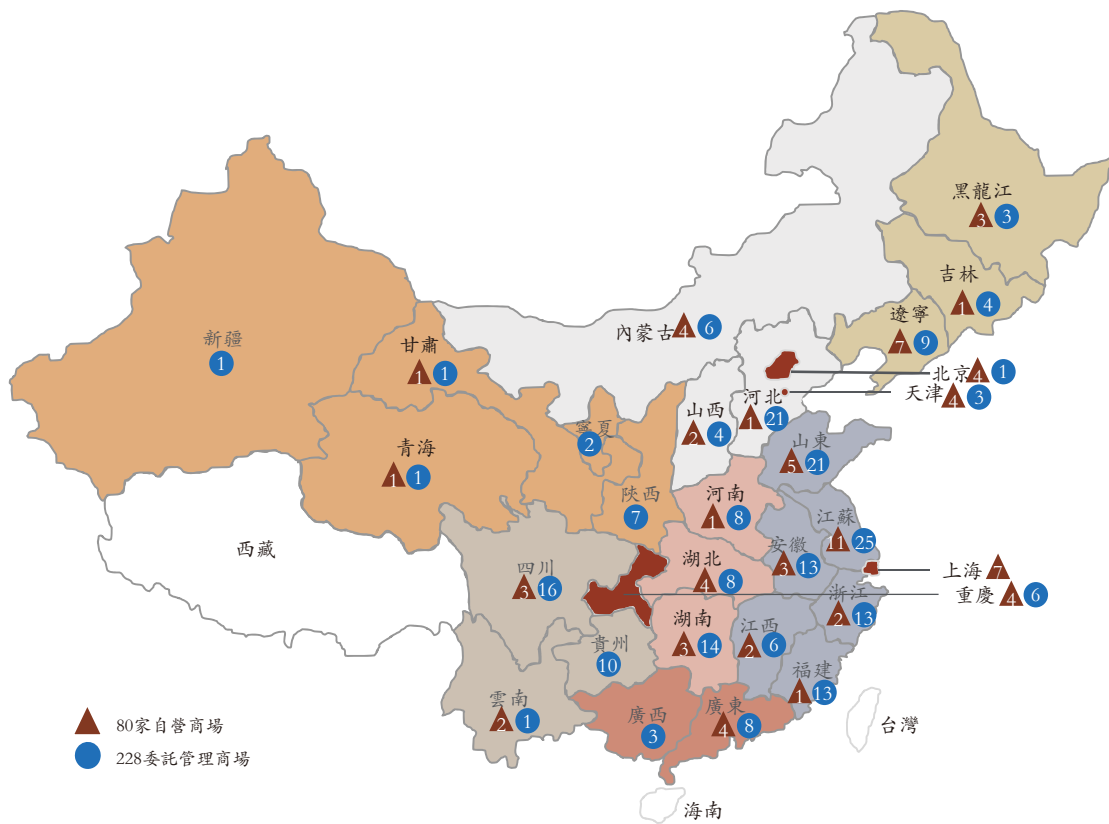 黑龍江
3 3
吉林
1 4
遼寧
7 9
內蒙古 4 6
新疆
1
甘肅
1 1
北京 4 1
天津 4 3
河北
1 21
山西
2 4
寧夏
2
山東
5 21
青海
1 1
陝西
7
河南
1 8
江蘇
11 25
安徽
3 13
西藏
四川
3 16
湖北
4 8
上海 7
重慶 4 6
浙江
2 13
湖南
3 14
江西
2 6
貴州
10
福建
1 13
雲南
2 1
廣西
3
廣東
4 8
台灣
海南
80家自營商場
228委託管理商場